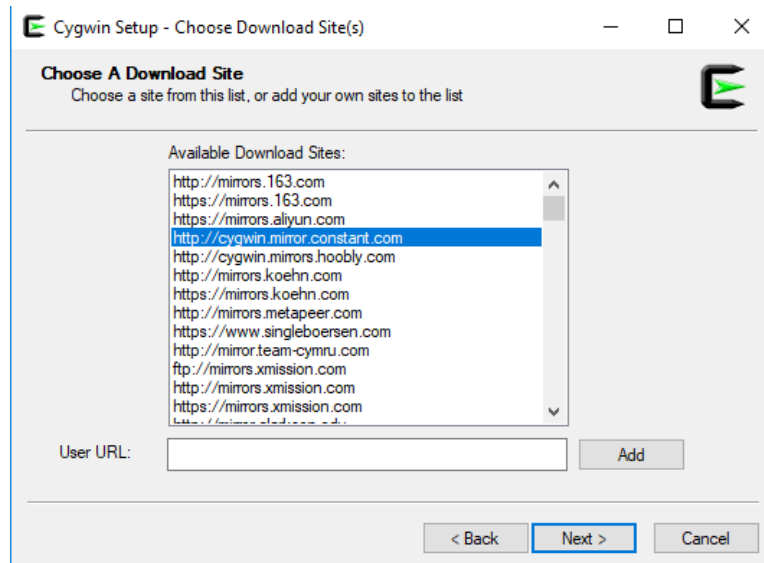 Cygwin Setup - Choose Download Site(s)
Choose A Download Site
Choose a site from this list, or add your own sites to the list
Available Download Sites:
http://mirrors.163.com
https://mirrors.163.com
https://mirrors.aliyun.com
http://cygwin.mirror.constant.com
http://cygwin.mirrors.hoobly.com
http://mirrors.koehn.com
https://mirrors.koehn.com
http://mirrors.metapeer.com
https://www.singleboersen.com
http://mirror.team-cymru.com
ftp://mirrors.xmission.com
http://mirrors.xmission.com
https://mirrors.xmission.com
User URL:
Add
< Back
Next >
Cancel